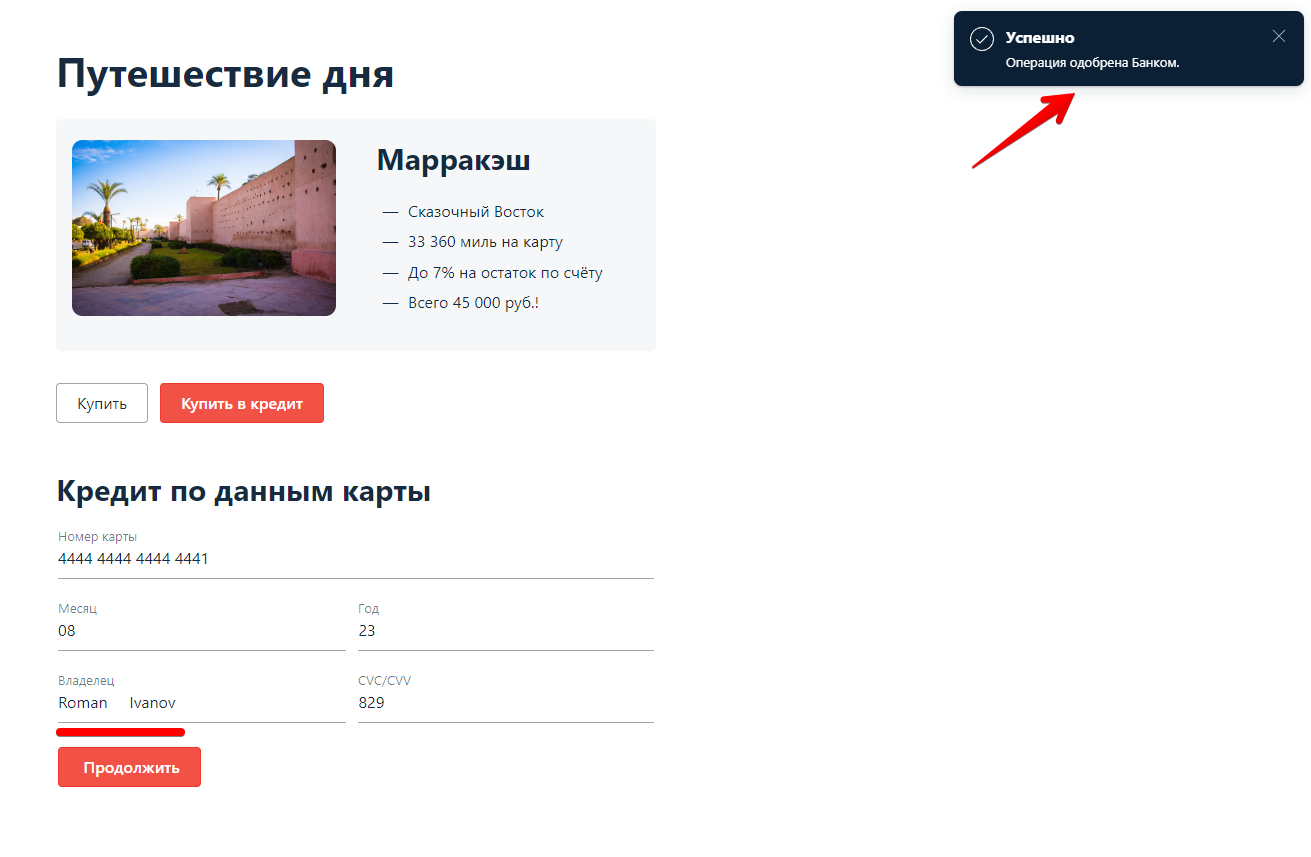 Успешно
Операция одобрена Банком.
Путешествие дня
Марракэш
— Сказочный Восток
— 33 360 миль на карту
— До 7% на остаток по счёту
— Всего 45 000 руб.!
Купить Купить в кредит
Кредит по данным карты
Номер карты
4444 4444 4444 4441
Месяц Год
08 23
Владелец CVC/CVV
Roman     Ivanov 829
Продолжить